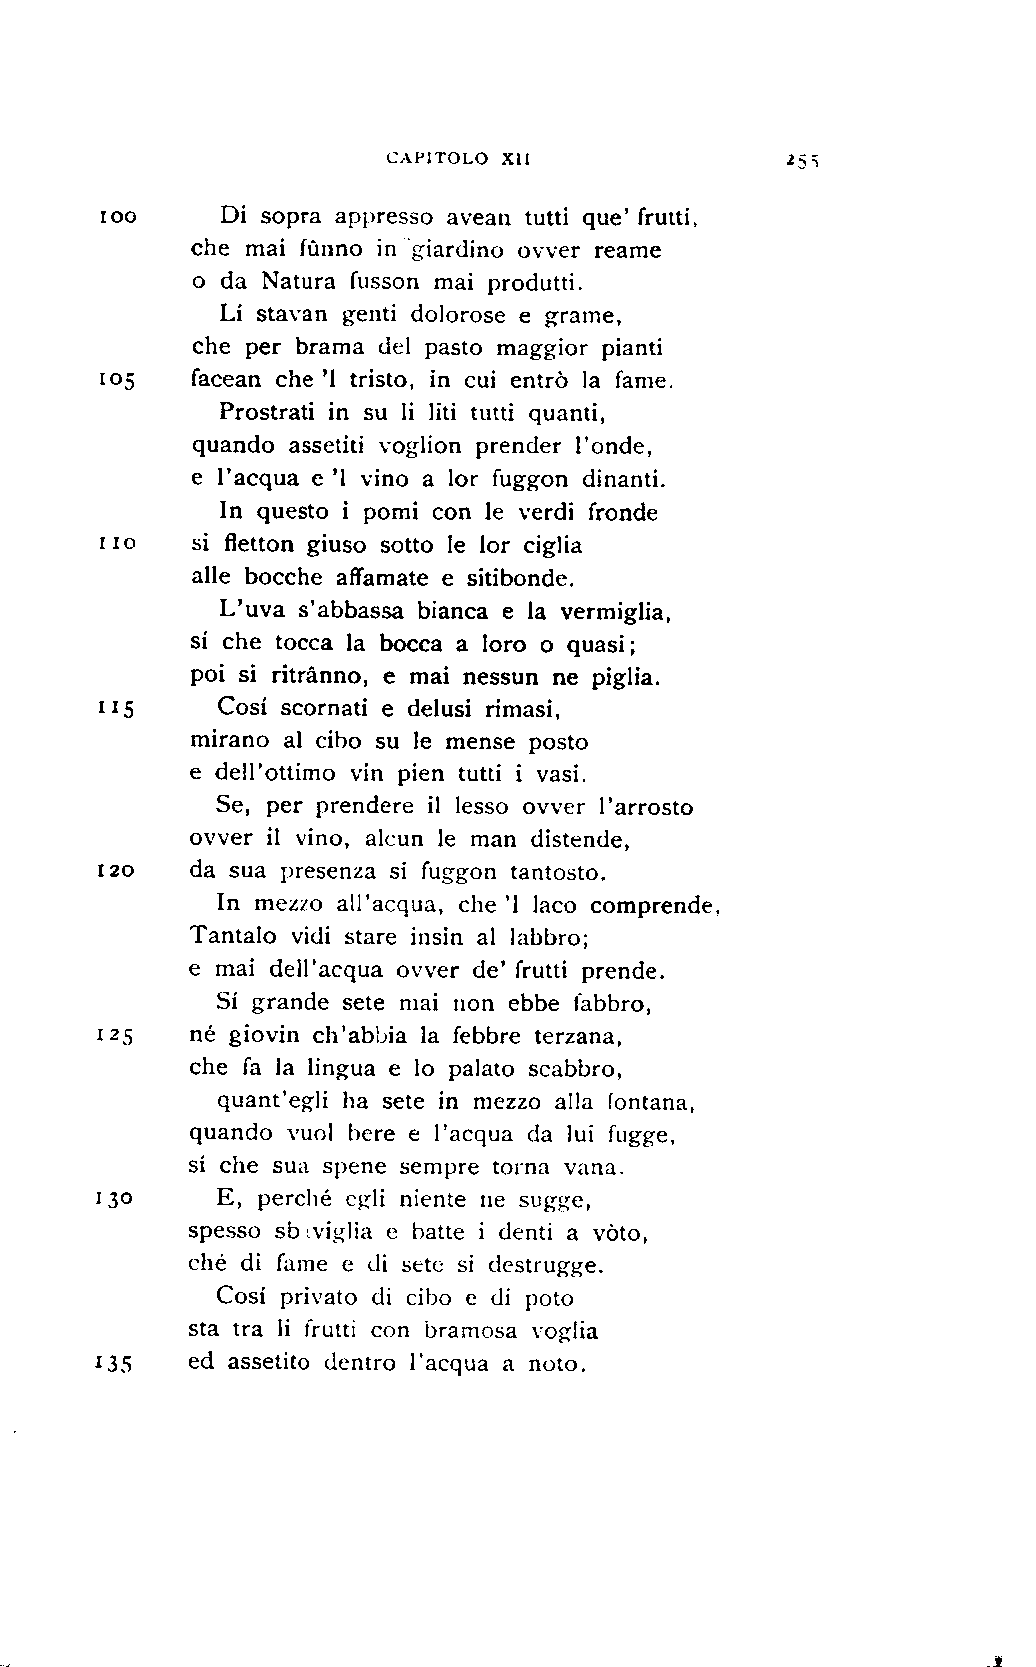 CAPITOLO XII 255
100 Di sopra appresso avean tutti que' frutti,
che mai fûnno in giardino ovver reame
o da Natura fusson mai produtti.
Lí stavan genti dolorose e grame,
che per brama del pasto maggior pianti
105 facean che 'l tristo, in cui entrò la fame.
Prostrati in su li liti tutti quanti,
quando assetiti voglion prender l'onde,
e l'acqua e 'l vino a lor fuggon dinanti.
In questo i pomi con le verdi fronde
110 si fletton giuso sotto le lor ciglia
alle bocche affamate e sitibonde.
L'uva s'abbassa bianca e la vermiglia,
sí che tocca la bocca a loro o quasi;
poi si ritrânno, e mai nessun ne piglia.
115 Cosí scornati e delusi rimasi,
mirano al cibo su le mense posto
e dell'ottimo vin pien tutti i vasi.
Se, per prendere il lesso ovver l'arrosto
ovver il vino, alcun le man distende,
120 da sua presenza si fuggon tantosto.
In mezzo all'acqua, che 'l laco comprende,
Tantalo vidi stare insin al labbro;
e mai dell'acqua ovver de' frutti prende.
Sí grande sete mai non ebbe fabbro,
125 né giovin ch'abbia la febbre terzana,
che fa la lingua e lo palato scabbro,
quant'egli ha sete in mezzo alla fontana,
quando vuol bere e l'acqua da lui fugge,
sí che sua spene sempre torna vana.
130 E, perché egli niente ne sugge,
spesso sbaviglia e batte i denti a vòto,
ché di fame e di sete si destrugge.
Cosí privato di cibo e di poto
sta tra li frutti con bramosa voglia
135 ed assetito dentro l'acqua a noto.